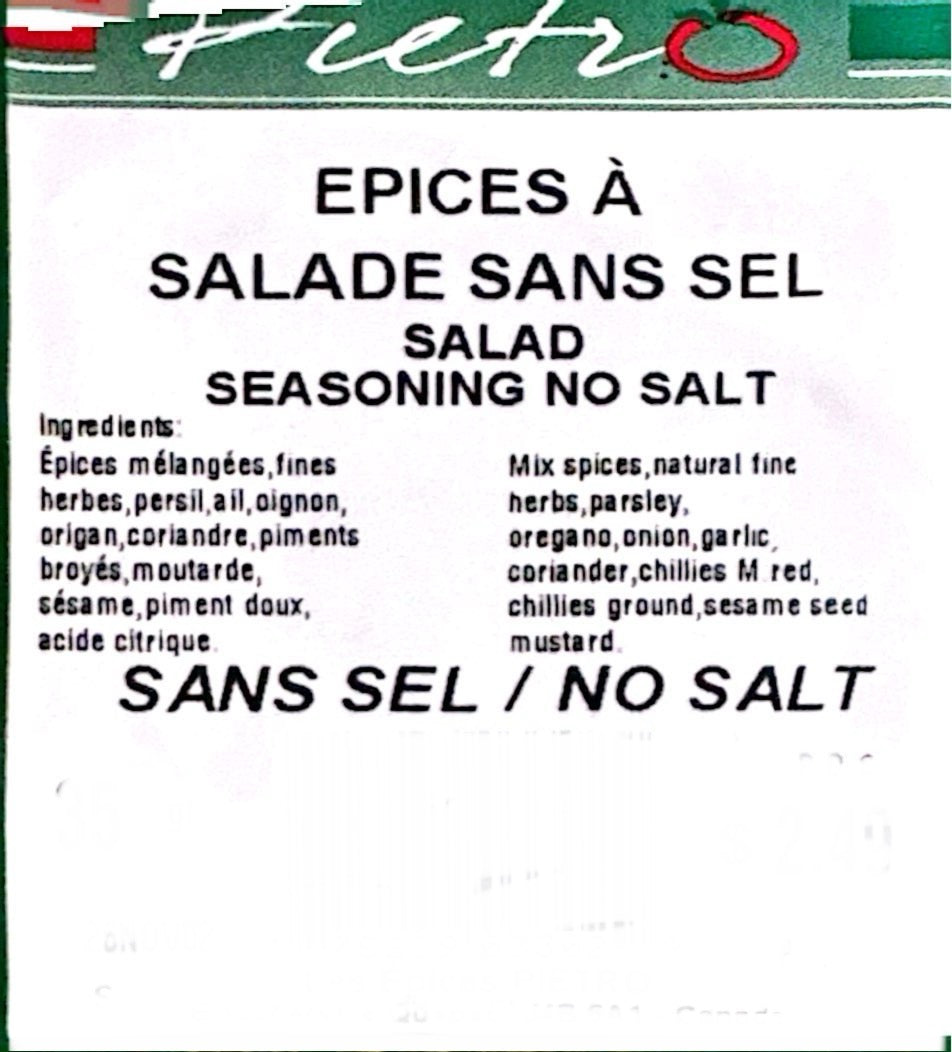 Pietro
EPICES À
SALADE SANS SEL
SALAD
SEASONING NO SALT
Ingredients:
Épices mélangées,fines
herbes,persil,ail,oignon,
origan,coriandre,piments
broyés,moutarde,
sésame,piment doux,
acide citrique.
Mix spices,natural fine
herbs,parsley,
oregano,onion,garlic,
coriander,chillies M red,
chillies ground,sesame seed
mustard.
SANS SEL / NO SALT
2.49